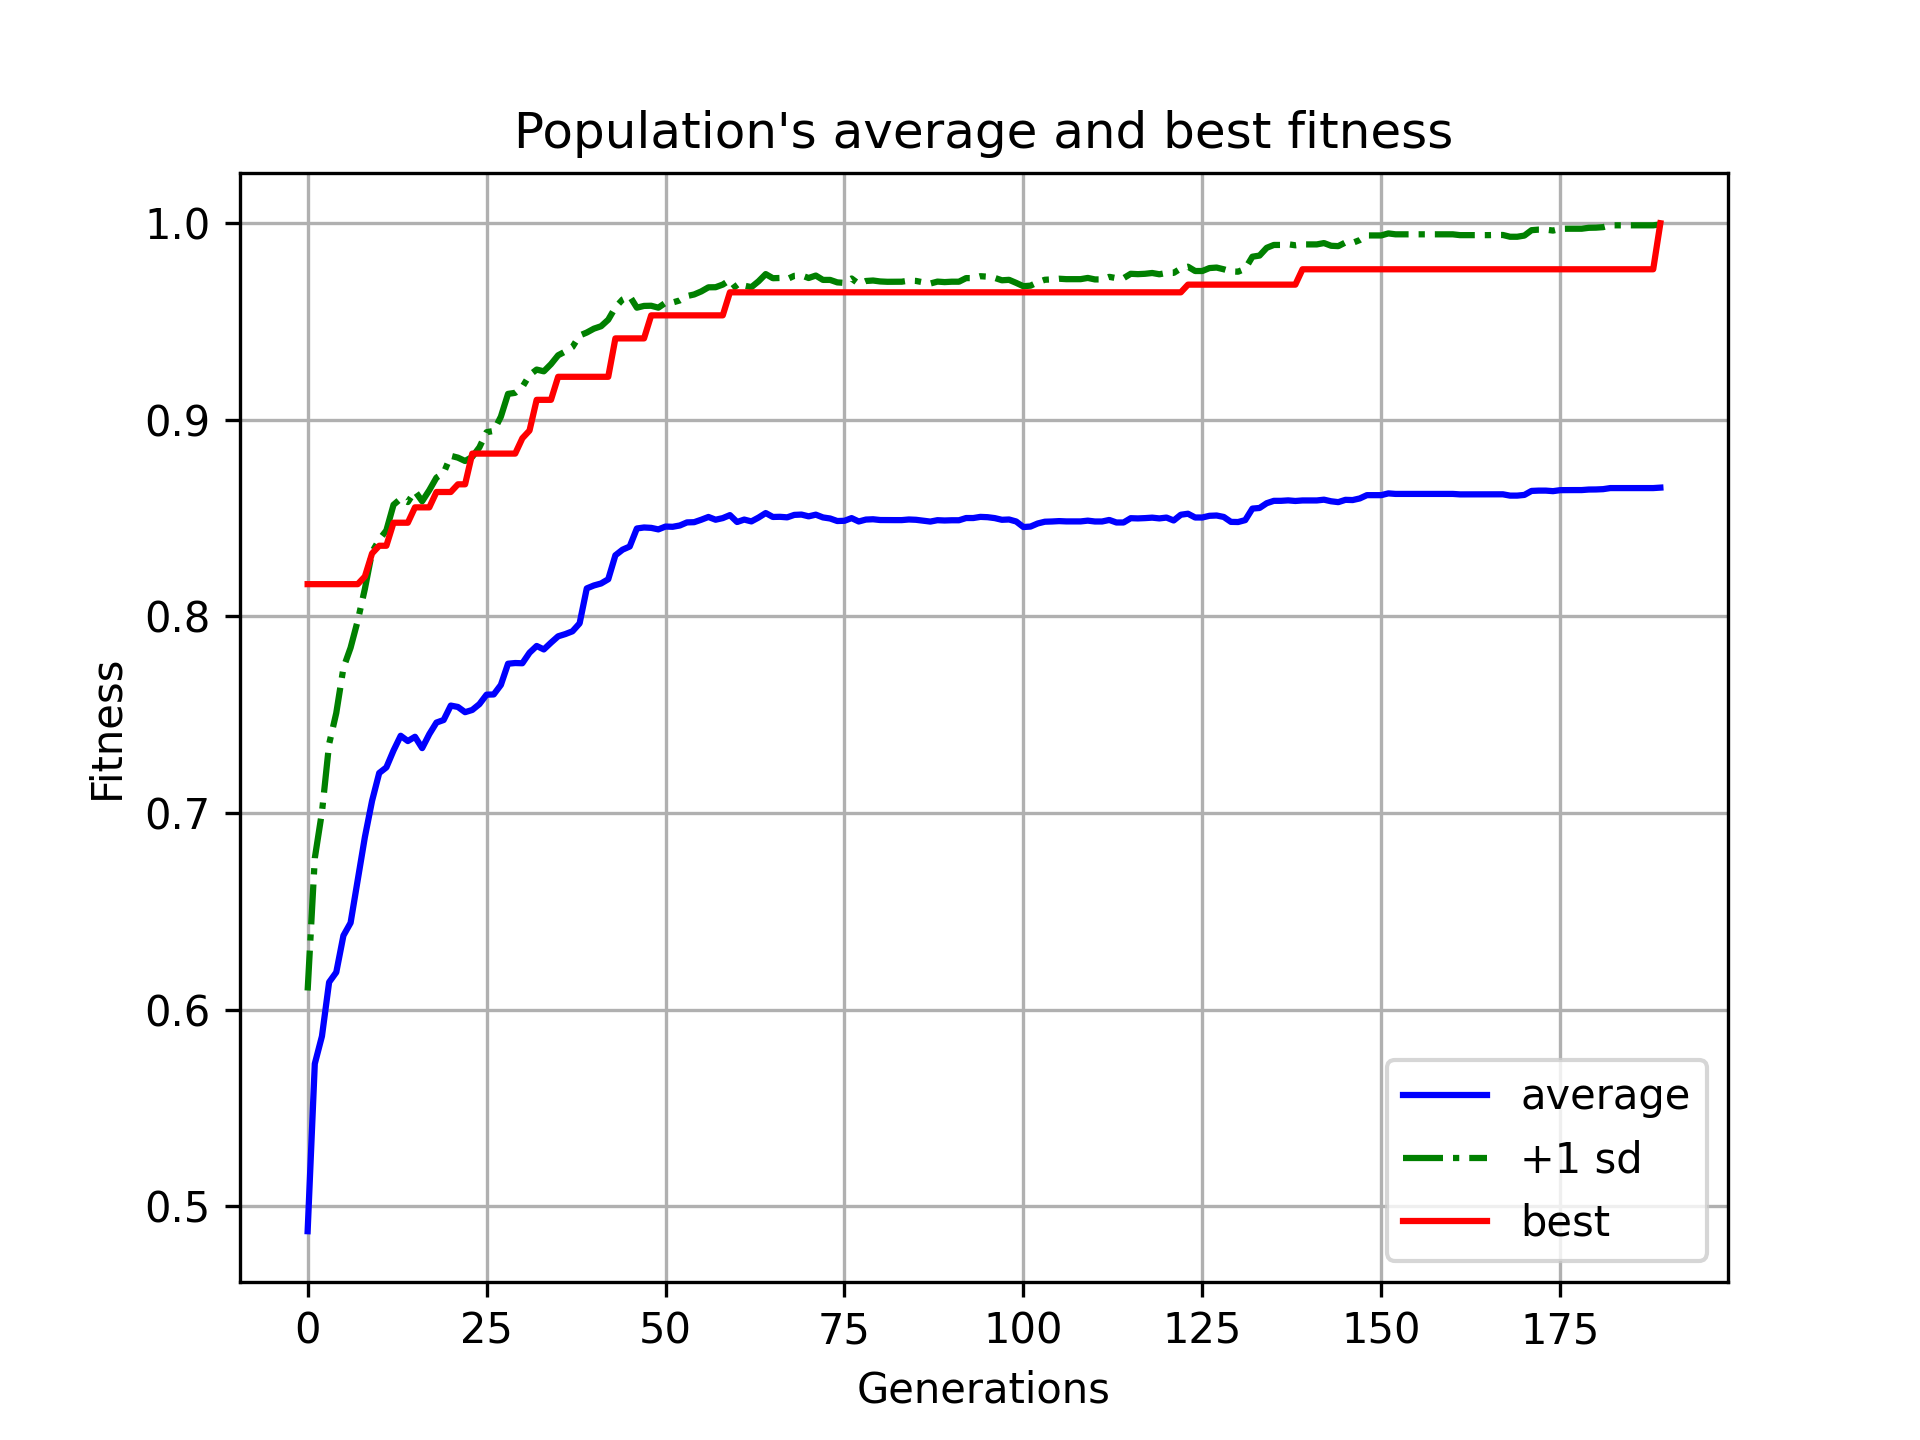 Population's average and best fitness
1.0
0.9
0.8
0.7
0.6
0.5
Fitness
0 25 50 75 100 125 150 175
Generations
average
+1 sd
best